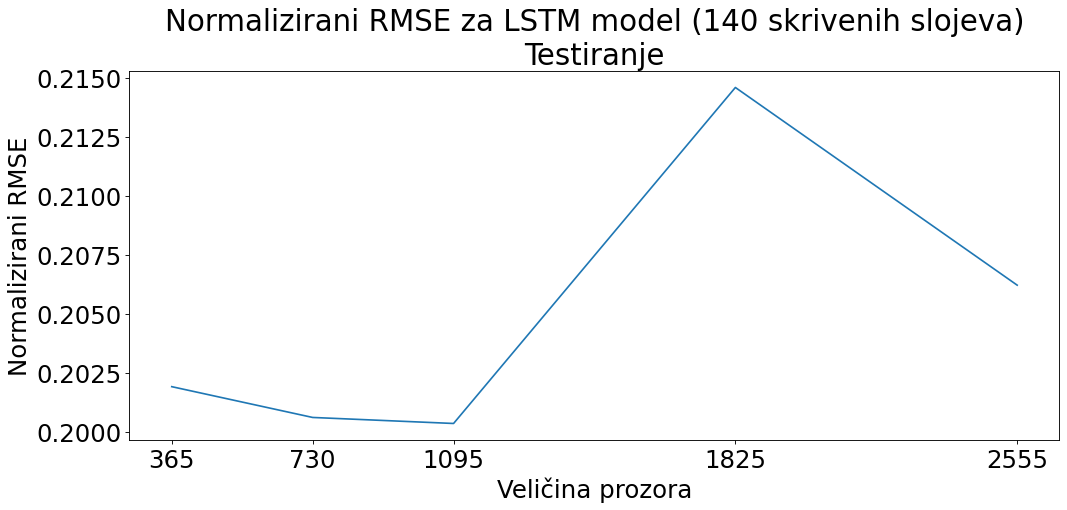 Normalizirani RMSE za LSTM model (140 skrivenih slojeva)
Testiranje
0.2150
0.2125
0.2100
0.2075
0.2050
0.2025
0.2000
Normalizirani RMSE
365 730 1095 1825 2555
Veličina prozora